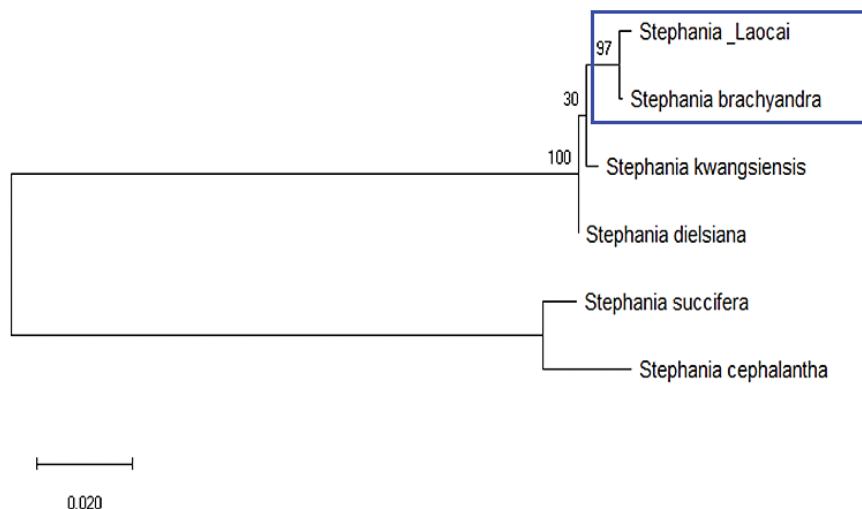 Stephania _Laocai
97
Stephania brachyandra
30
Stephania kwangsiensis
100
Stephania dielsiana
Stephania succifera
Stephania cephalantha
0.020